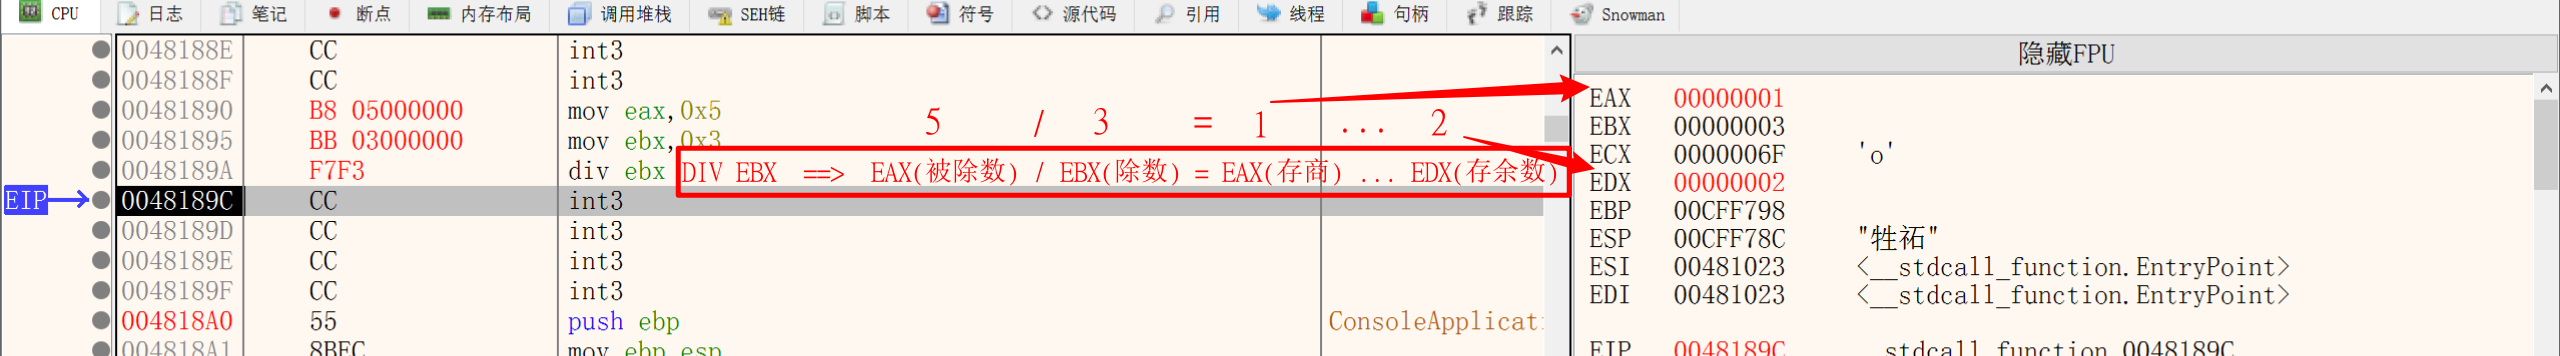 CPU 日志 笔记 断点 内存布局 调用堆栈 SEH链 脚本 符号 源代码 引用 线程 句柄 跟踪 Snowman
0048188E CC int3
0048188F CC int3
00481890 B8 05000000 mov eax,0x5
00481895 BB 03000000 mov ebx,0x3
0048189A F7F3 div ebx
EIP 0048189C CC int3
0048189D CC int3
0048189E CC int3
0048189F CC int3
004818A0 55 push ebp ConsoleApplicat
004818A1 8BEC mov ebp,esp
5 / 3 = 1 ... 2
DIV EBX ==> EAX(被除数) / EBX(除数) = EAX(存商) ... EDX(存余数)
隐藏FPU
EAX 00000001
EBX 00000003
ECX 0000006F 'o'
EDX 00000002
EBP 00CFF798
ESP 00CFF78C "牲祏"
ESI 00481023 <__stdcall_function.EntryPoint>
EDI 00481023 <__stdcall_function.EntryPoint>
EIP 0048189C __stdcall_function.0048189C